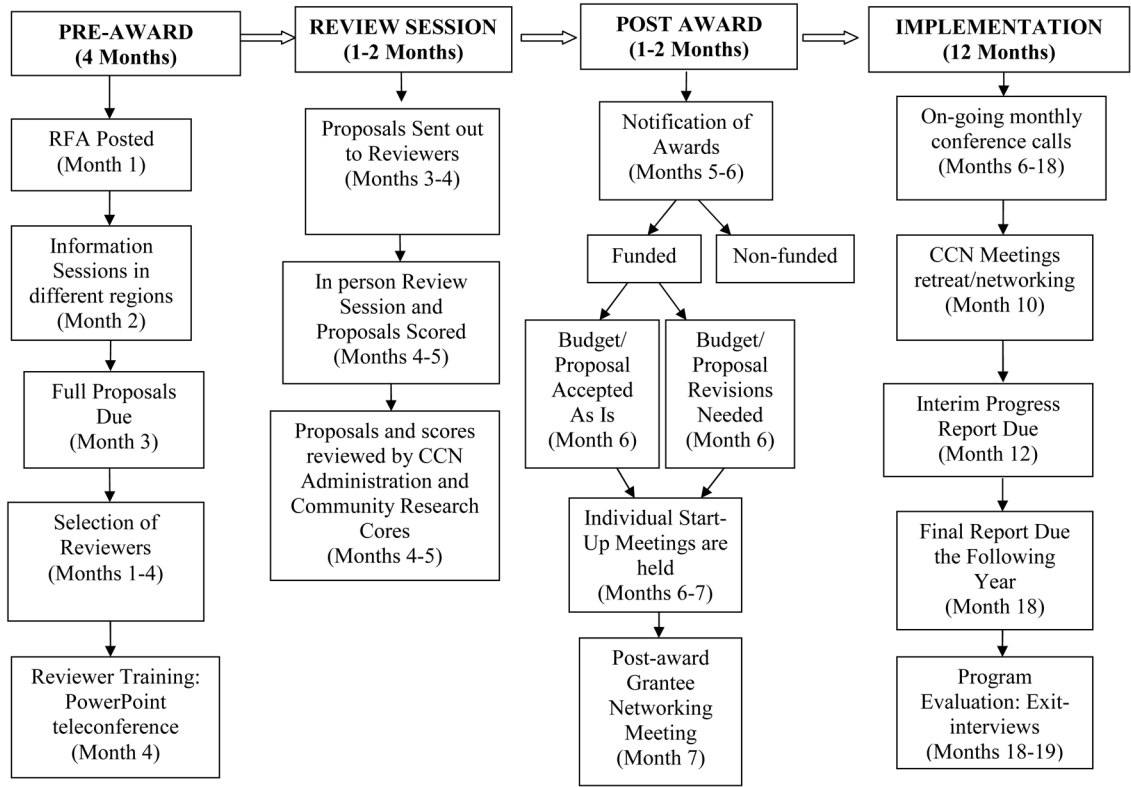 PRE-AWARD
(4 Months)
RFA Posted
(Month 1)
Information
Sessions in
different regions
(Month 2)
Full Proposals
Due
(Month 3)
Selection of
Reviewers
(Months 1-4)
Reviewer Training:
PowerPoint
teleconference
(Month 4)
REVIEW SESSION
(1-2 Months)
Proposals Sent out
to Reviewers
(Months 3-4)
In person Review
Session and
Proposals Scored
(Months 4-5)
Proposals and scores
reviewed by CCN
Administration and
Community Research
Cores
(Months 4-5)
POST AWARD
(1-2 Months)
Notification of
Awards
(Months 5-6)
Funded
Non-funded
Budget/
Proposal
Accepted
As Is
(Month 6)
Budget/
Proposal
Revisions
Needed
(Month 6)
Individual Start-
Up Meetings are
held
(Months 6-7)
Post-award
Grantee
Networking
Meeting
(Month 7)
IMPLEMENTATION
(12 Months)
On-going monthly
conference calls
(Months 6-18)
CCN Meetings
retreat/networking
(Month 10)
Interim Progress
Report Due
(Month 12)
Final Report Due
the Following
Year
(Month 18)
Program
Evaluation: Exit-
interviews
(Months 18-19)